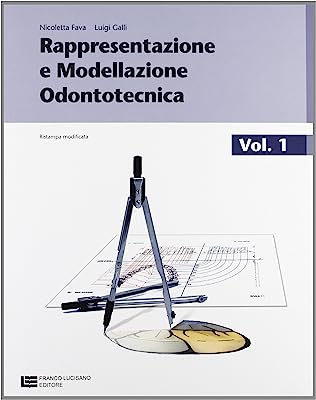 Nicoletta Fava Luigi Galli
Rappresentazione
e Modellazione
Odontotecnica
Ristampa modificata
Vol. 1
FRANCO LUCISANO
EDITORE